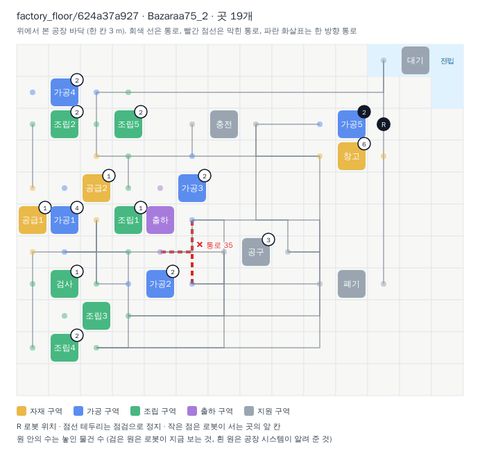 factory_floor/624a37a927 · Bazaraa75_2 · 곳 19개
위에서 본 공장 바닥 (한 칸 3 m). 회색 선은 통로, 빨간 점선은 막힌 통로, 파란 화살표는 한 방향 통로
대기
진입
가공4 2
조립2 2
조립5 2
충전
가공5 2
R
창고 6
공급2 1
가공3 2
공급1 1
가공1 4
조립1 1
출하
통로 35
공구 3
검사 1
가공2 2
폐기
조립3
조립4 2
자재 구역
가공 구역
조립 구역
출하 구역
지원 구역
R 로봇 위치 · 점선 테두리는 점검으로 정지 · 작은 점은 로봇이 서는 곳의 앞 칸
원 안의 수는 놓인 물건 수 (검은 원은 로봇이 지금 보는 것, 흰 원은 공장 시스템이 알려 준 것)